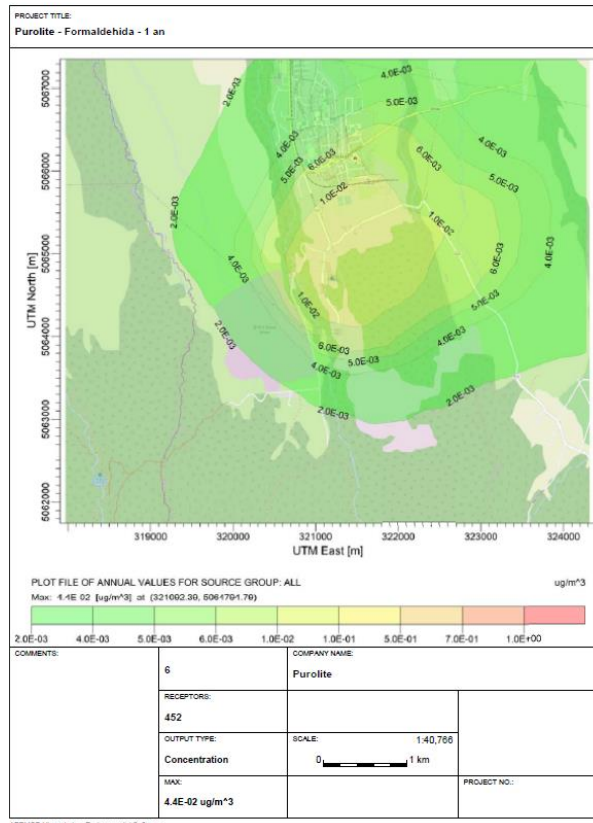 PROJECT TITLE:
Purolite - Formaldehida - 1 an
UTM North [m]
5067000
5066000
5065000
5064000
5063000
5062000
4.0E-03
2.0E-03
5.0E-03
4.0E-03
4.0E-03
6.0E-03
5.0E-03
6.0E-03
5.0E-03
1.0E-02
2.0E-03
1.0E-02
4.0E-03
6.0E-03
4.0E-03
1.0E-02
5.0E-03
2.0E-03
4.0E-03
6.0E-03
5.0E-03
4.0E-03
2.0E-03
2.0E-03
319000 320000 321000 322000 323000 324000
UTM East [m]
PLOT FILE OF ANNUAL VALUES FOR SOURCE GROUP: ALL ug/m^3
Max: 4.4E-02 [ug/m^3] at
2.0E-03 4.0E-03 5.0E-03 6.0E-03 1.0E-02 1.0E-01 5.0E-01 7.0E-01 1.0E+00
COMMENTS:
6
COMPANY NAME:
Purolite
RECEPTORS:
452
OUTPUT TYPE:
Concentration
SCALE: 1:40,766
0 1 km
MAX:
4.4E-02 ug/m^3
PROJECT NO.: